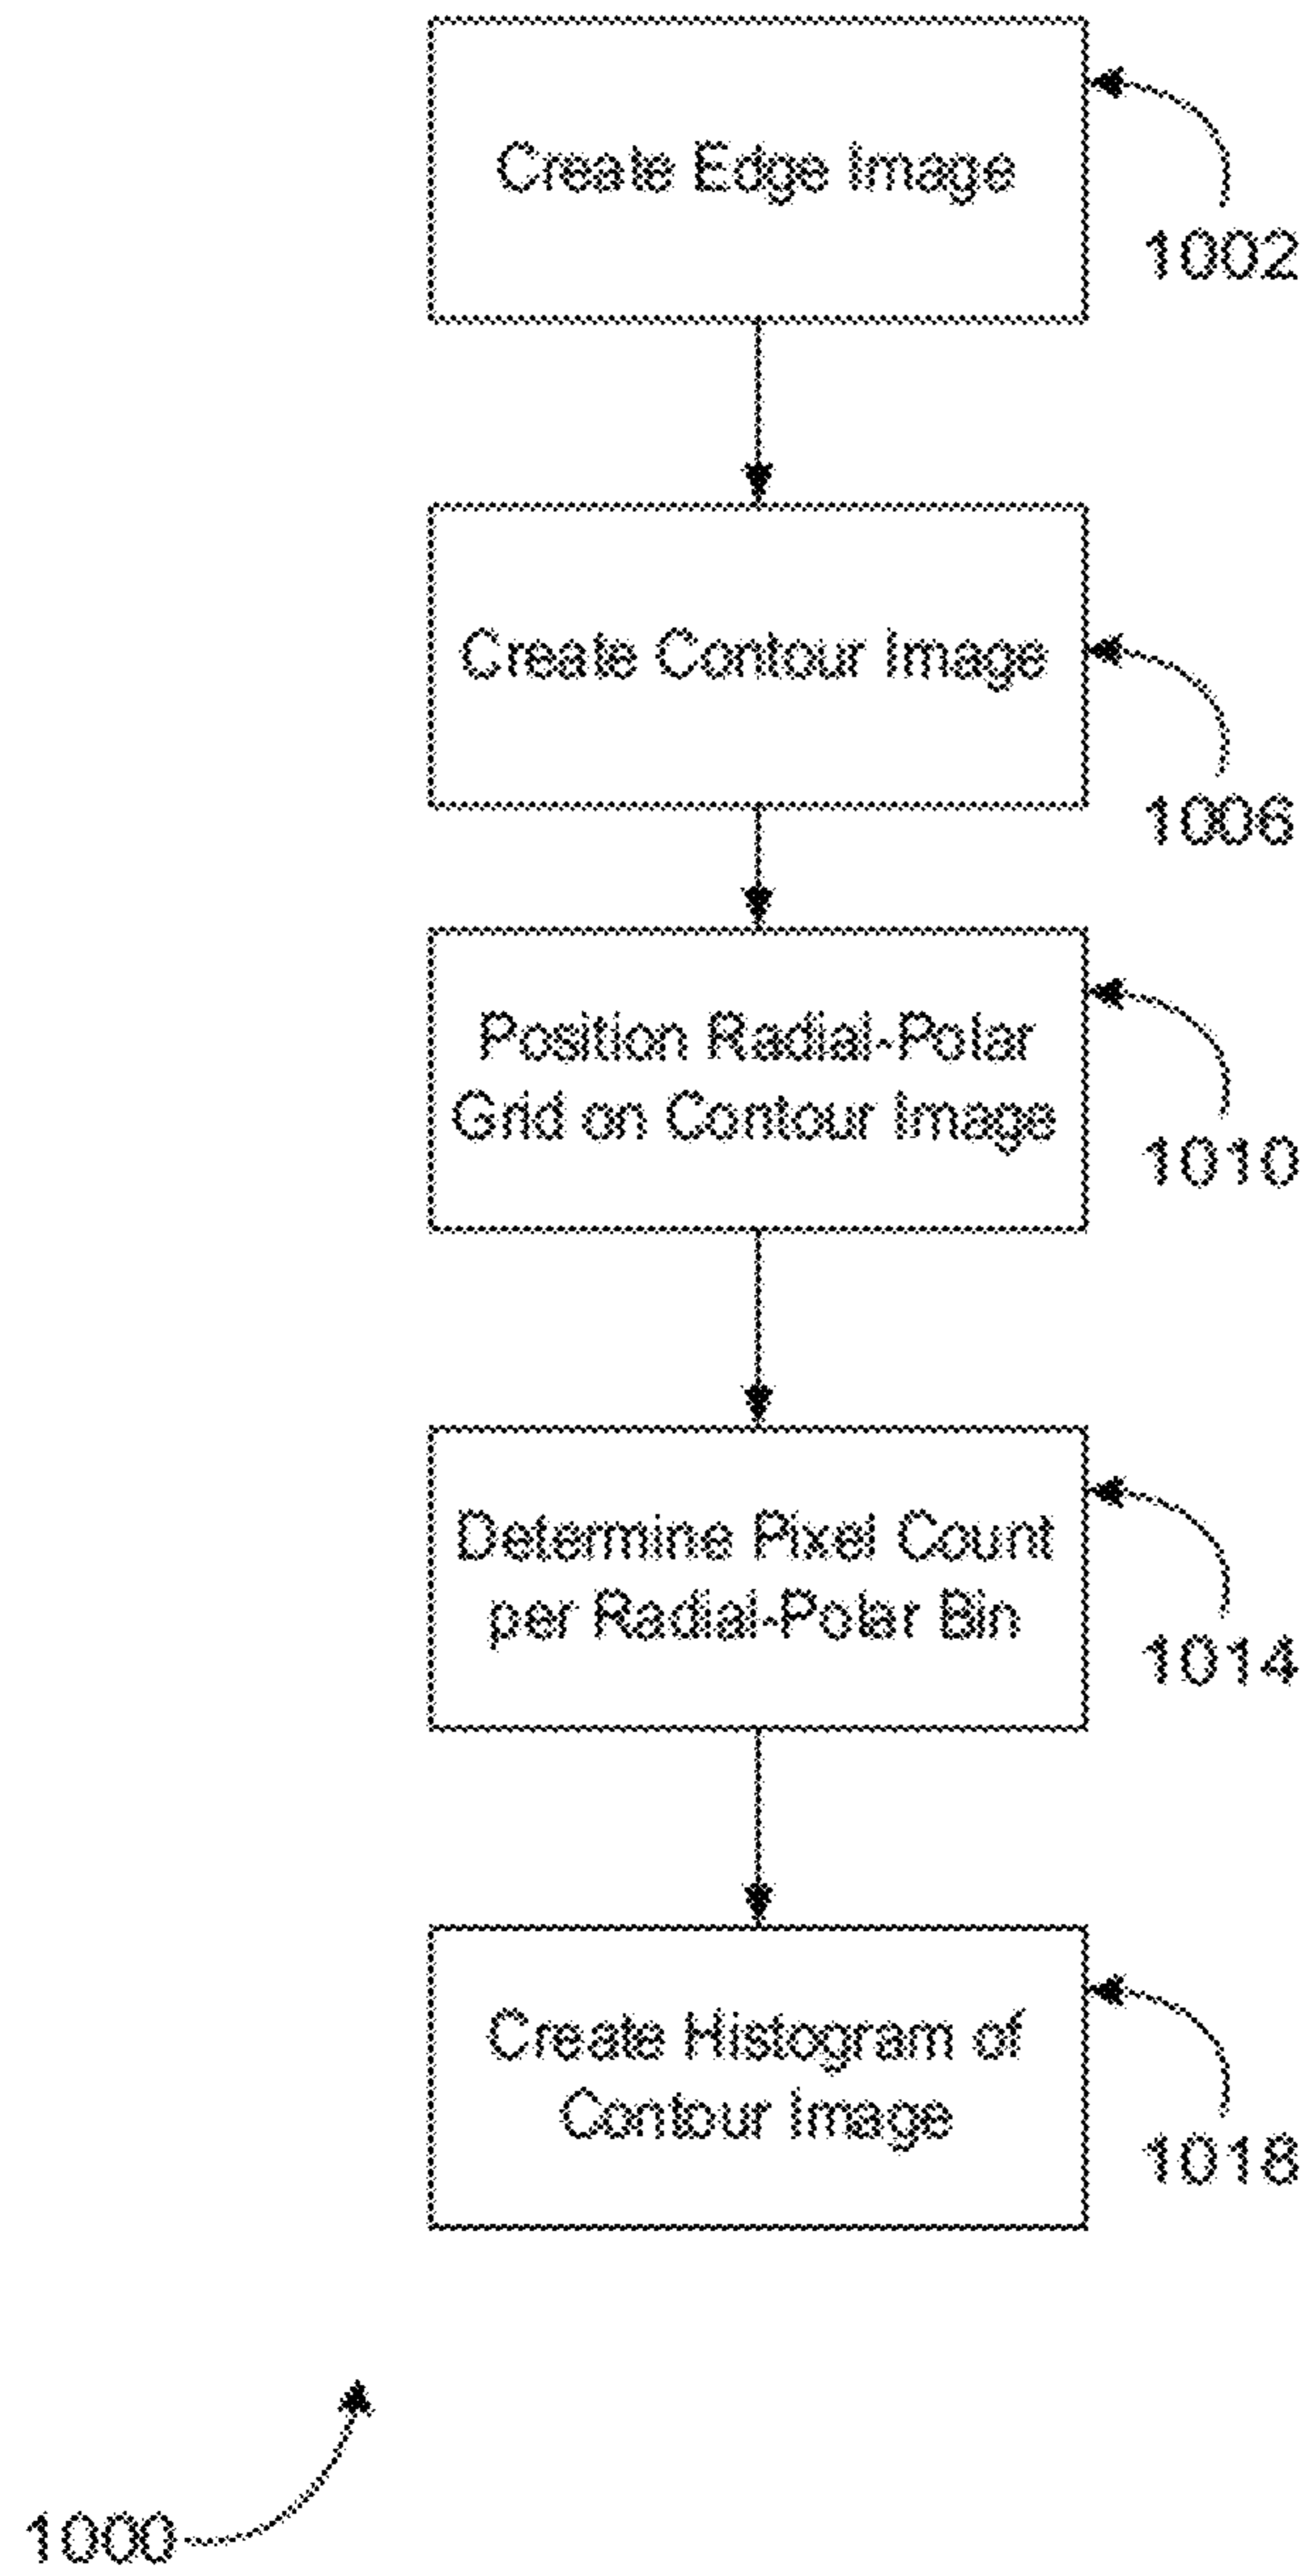 Create Edge Image
1002
Create Contour Image
1006
Position Radial-Polar
Grid on Contour Image
1010
Determine Pixel Count
per Radial-Polar Bin
1014
Create Histogram of
Contour Image
1018
1000